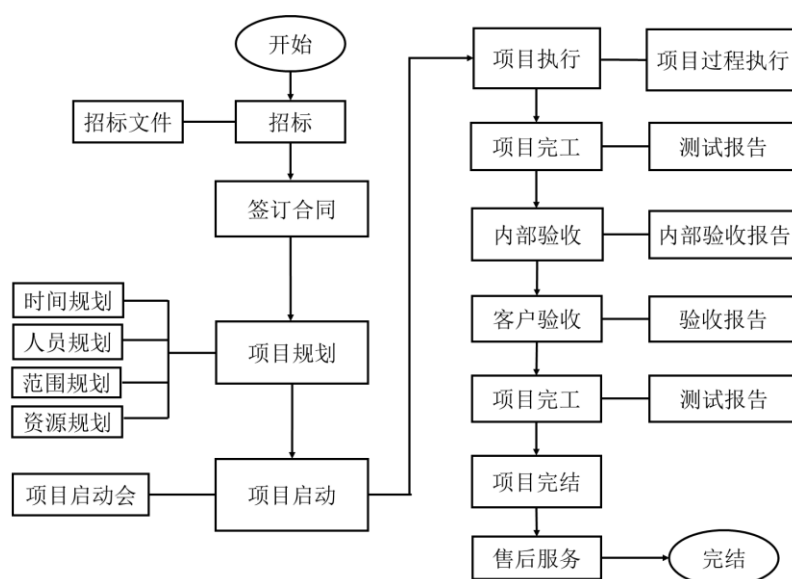 开始
招标文件
招标
签订合同
时间规划
人员规划
范围规划
资源规划
项目规划
项目启动会
项目启动
项目执行
项目过程执行
项目完工
测试报告
内部验收
内部验收报告
客户验收
验收报告
项目完工
测试报告
项目完结
售后服务
完结